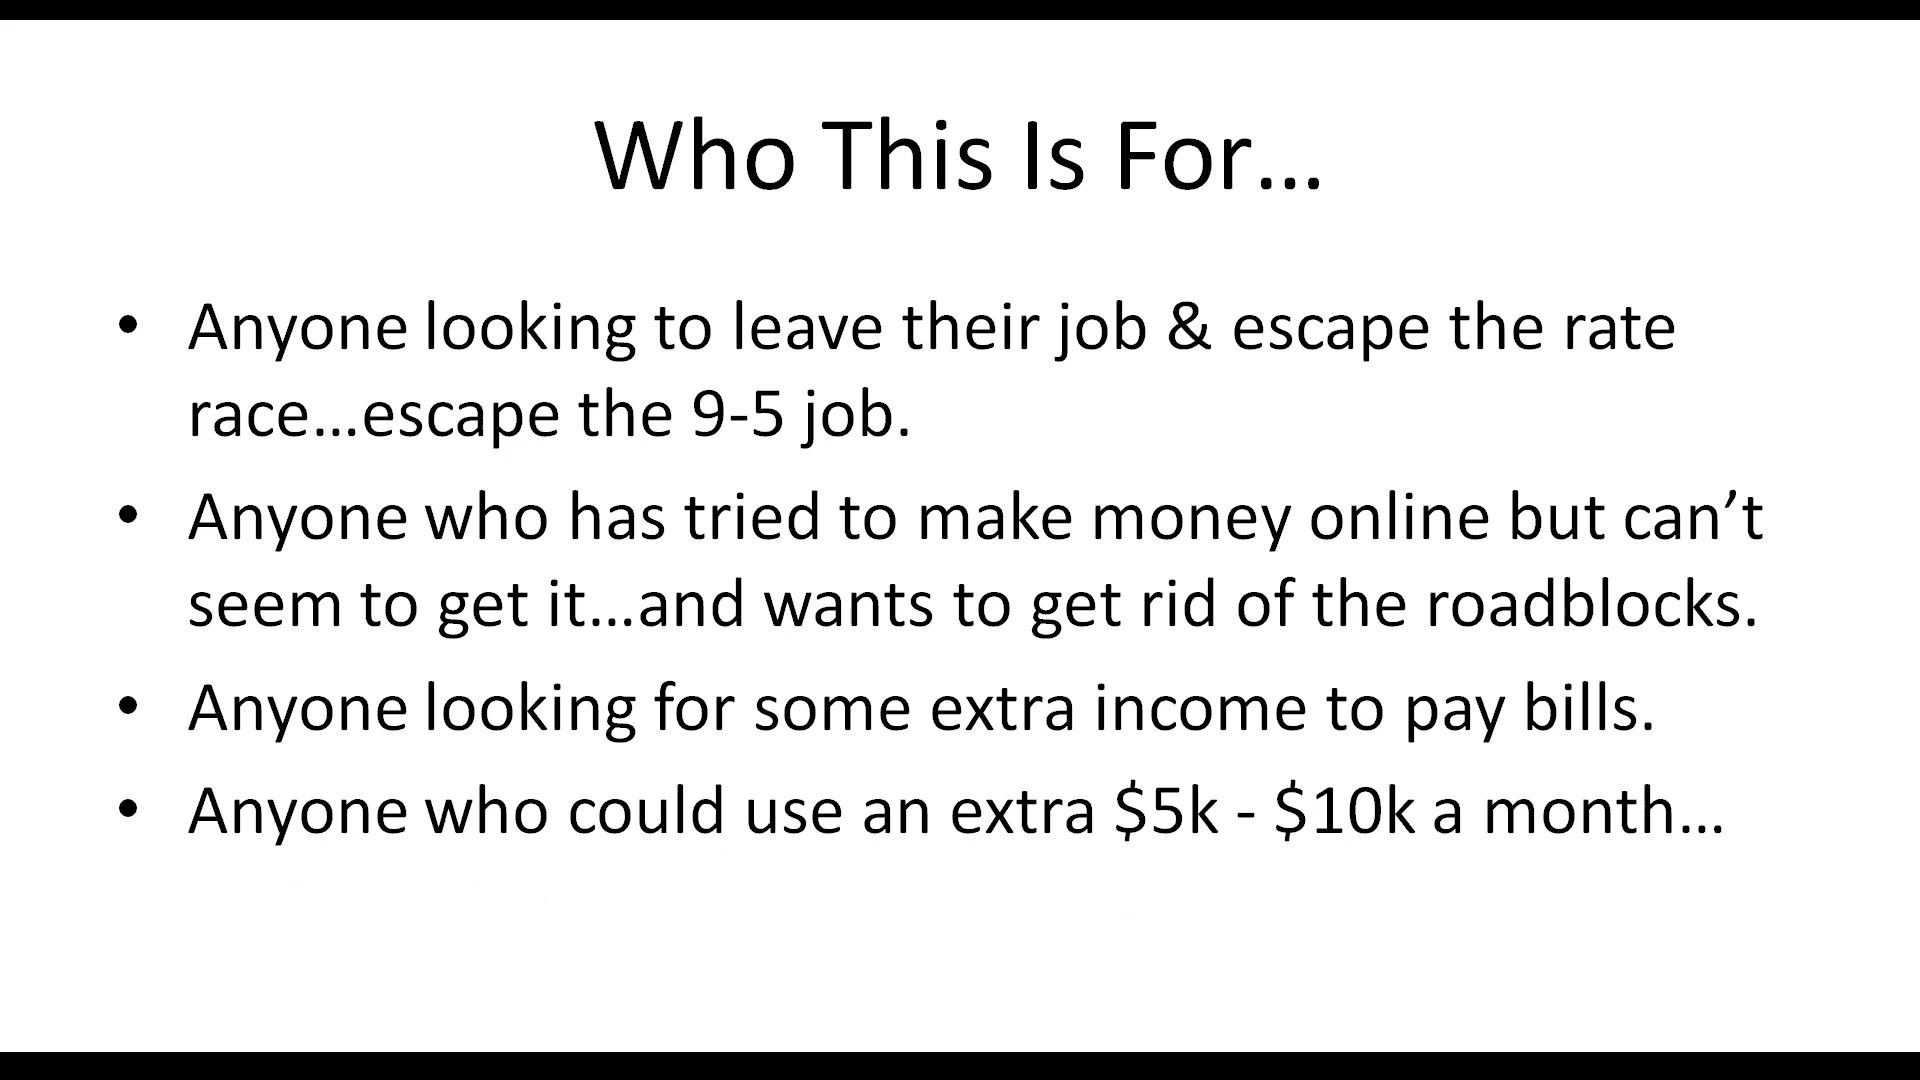 Who This Is For…
• Anyone looking to leave their job & escape the rate
race…escape the 9-5 job.
• Anyone who has tried to make money online but can’t
seem to get it…and wants to get rid of the roadblocks.
• Anyone looking for some extra income to pay bills.
• Anyone who could use an extra $5k - $10k a month…